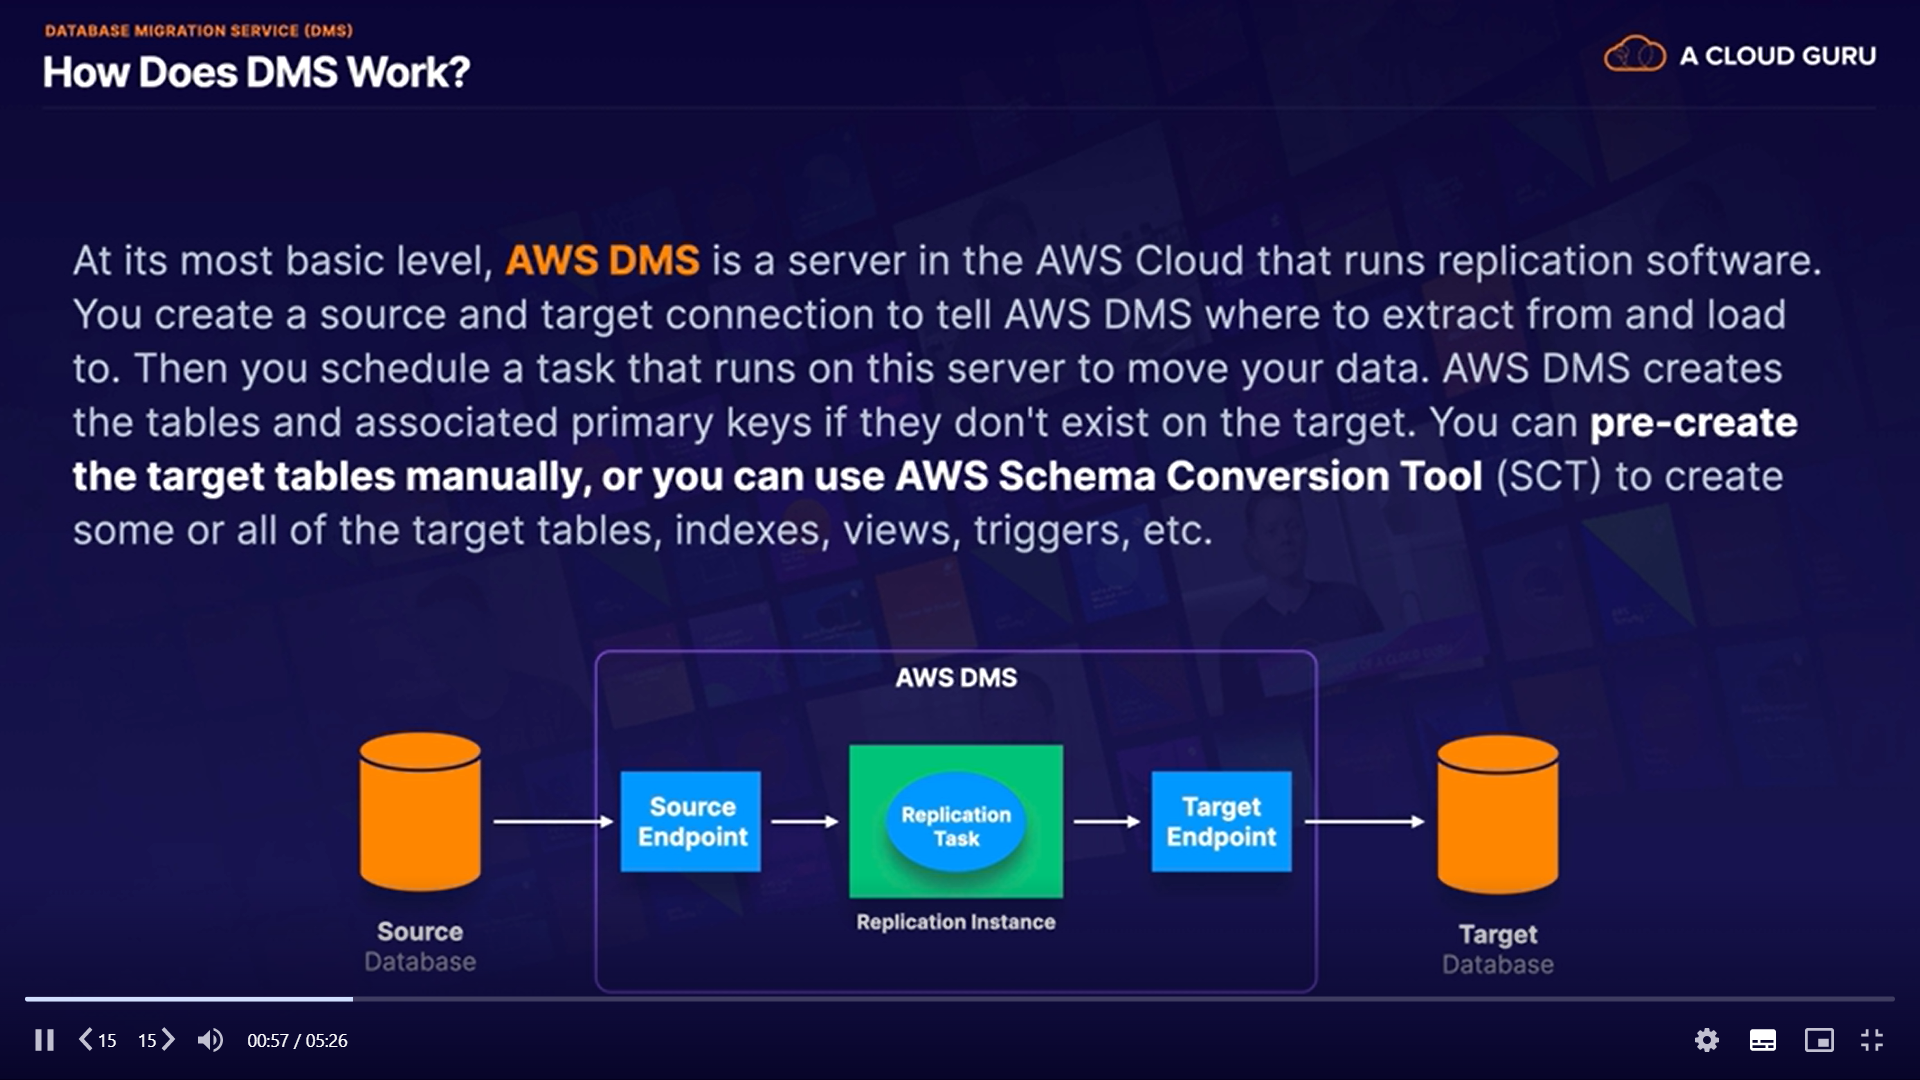 DATABASE MIGRATION SERVICE (DMS)
How Does DMS Work?
A CLOUD GURU
At its most basic level, AWS DMS is a server in the AWS Cloud that runs replication software.
You create a source and target connection to tell AWS DMS where to extract from and load
to. Then you schedule a task that runs on this server to move your data. AWS DMS creates
the tables and associated primary keys if they don't exist on the target. You can pre-create
the target tables manually, or you can use AWS Schema Conversion Tool (SCT) to create
some or all of the target tables, indexes, views, triggers, etc.
AWS DMS
Source
Endpoint
Replication
Task
Target
Endpoint
Replication Instance
Source
Database
Target
Database
15
15
00:57 / 05:26